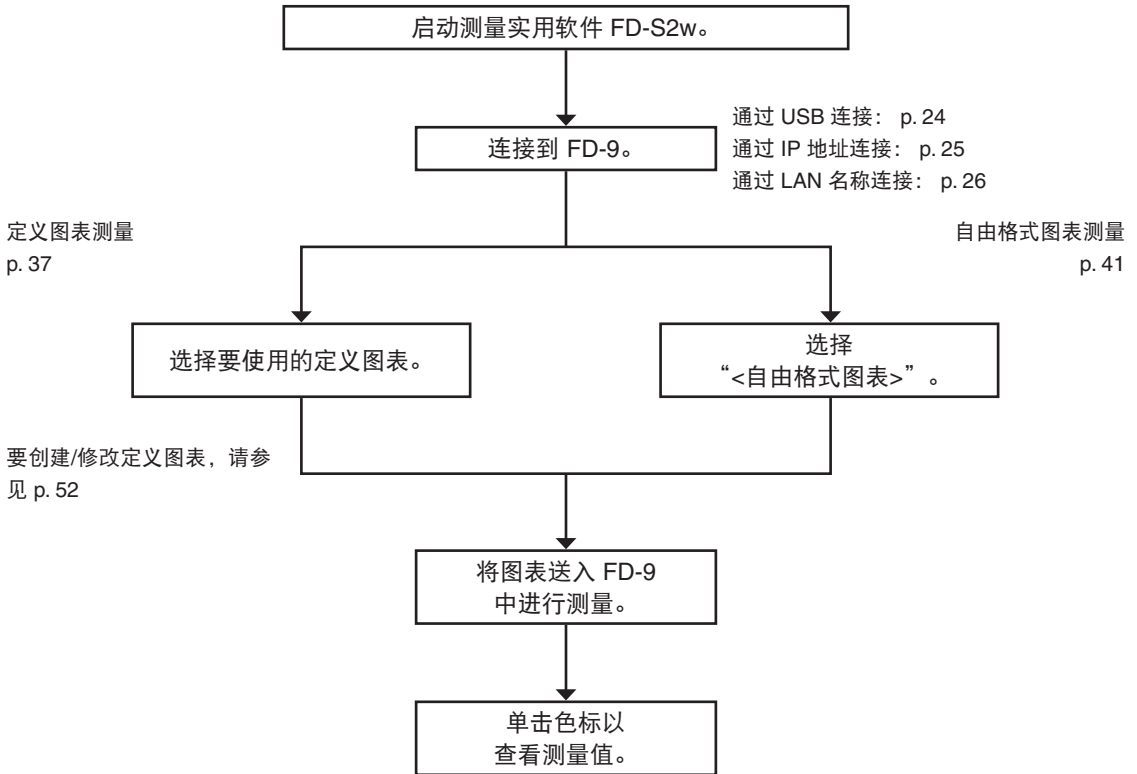 启动测量实用软件 FD-S2w。
连接到 FD-9。
通过 USB 连接： p. 24
通过 IP 地址连接： p. 25
通过 LAN 名称连接： p. 26
定义图表测量
p. 37
自由格式图表测量
p. 41
选择要使用的定义图表。
选择
“<自由格式图表>”。
要创建/修改定义图表，请参
见 p. 52
将图表送入 FD-9
中进行测量。
单击色标以
查看测量值。